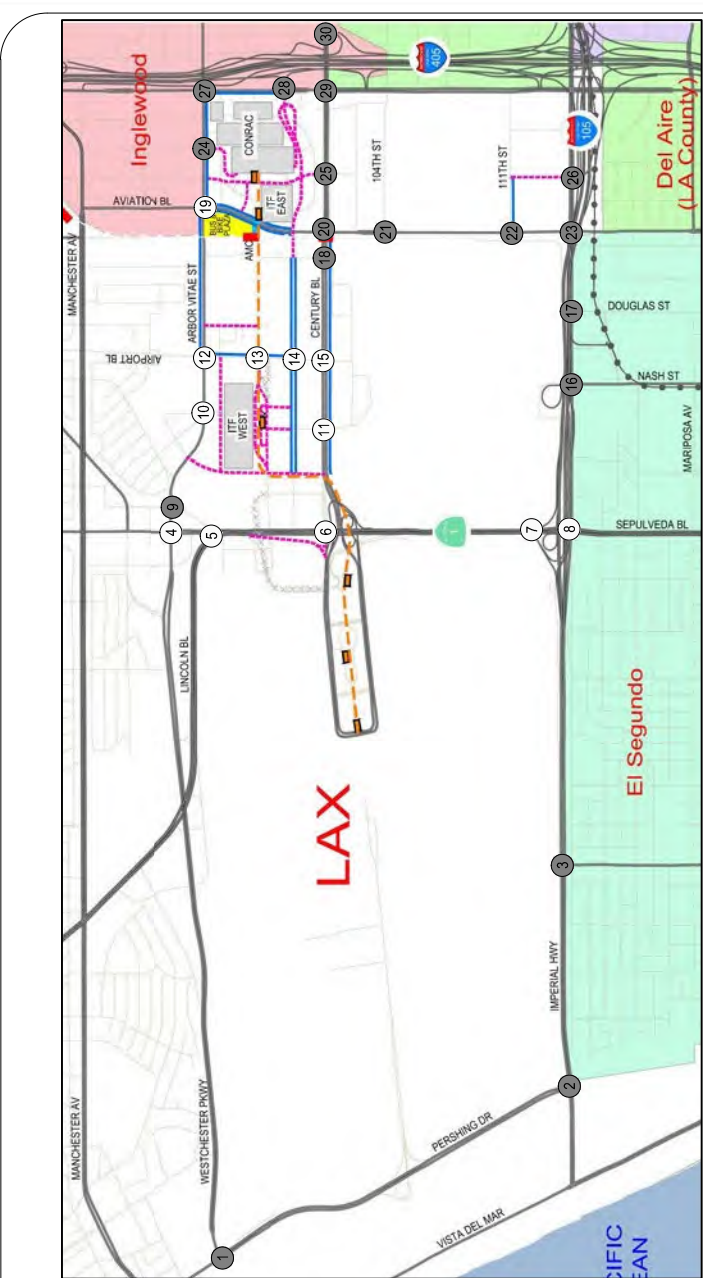 MANCHESTER AV
MANCHESTER AV
Inglewood
AVIATION BL
AIRPORT BL
WESTCHESTER PKWY
LINCOLN BL
ARBOR VITAE ST
1
4
9
5
10
12
19
24
27
BUS /
BIKE
PLAZA
AMC
ITF
WEST
13
ITF
EAST
CONRAC
28
14
LAX
6
11
15
CENTURY BL
18
20
25
29
30
104TH ST
21
405
1
PERSHING DR
VISTA DEL MAR
111TH ST
22
7
IMPERIAL HWY
2
3
8
16
17
23
26
105
DOUGLAS ST
NASH ST
SEPULVEDA BL
MARIPOSA AV
El Segundo
Del Aire
(LA County)
CIFIC
EAN